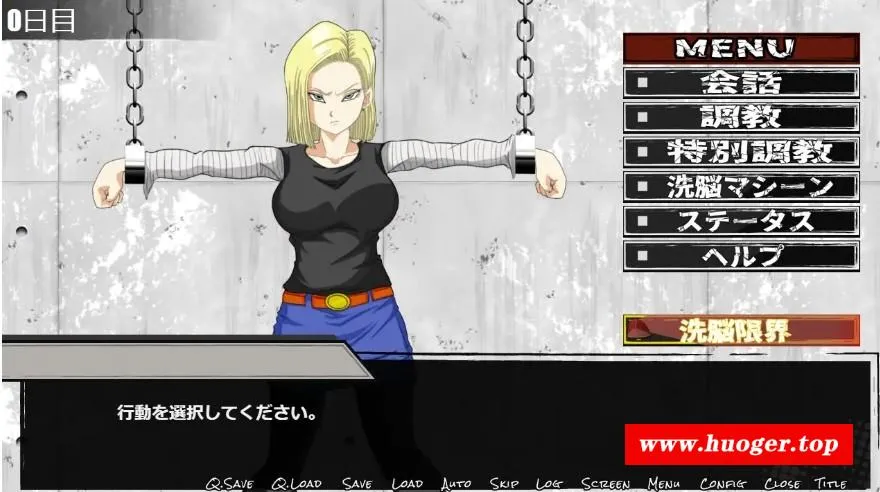 0日目
MENU
会話
調教
特別調教
洗脳マシーン
ステータス
ヘルプ
洗脳限界
行動を選択してください。
www.huoger.top
Q.SAVE Q.LOAD SAVE LOAD AUTO SKIP LOG SCREEN MENU CONFIG CLOSE TITLE